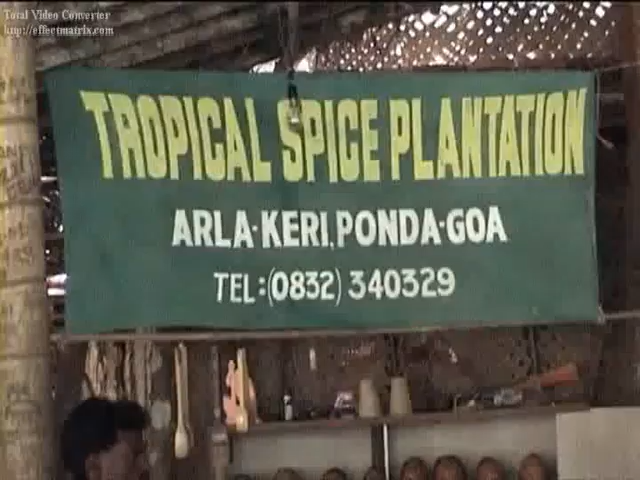 Total Video Converter
http://effectmatrix.com
TROPICAL SPICE PLANTATION
ARLA-KERI, PONDA-GOA
TEL:(0832) 340329